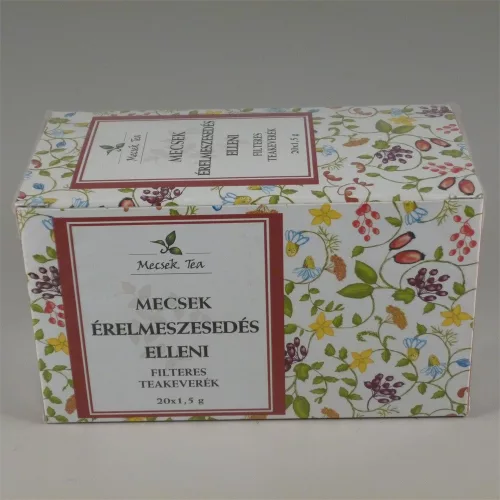 Mecsek Tea
MECSEK
ÉRELMESZESEDÉS
ELLENI
FILTERES
TEAKEVERÉK
20x1,5 g
Mecsek Tea
MECSEK
ÉRELMESZESEDÉS
ELLENI
FILTERES
TEAKEVERÉK
20x1,5 g